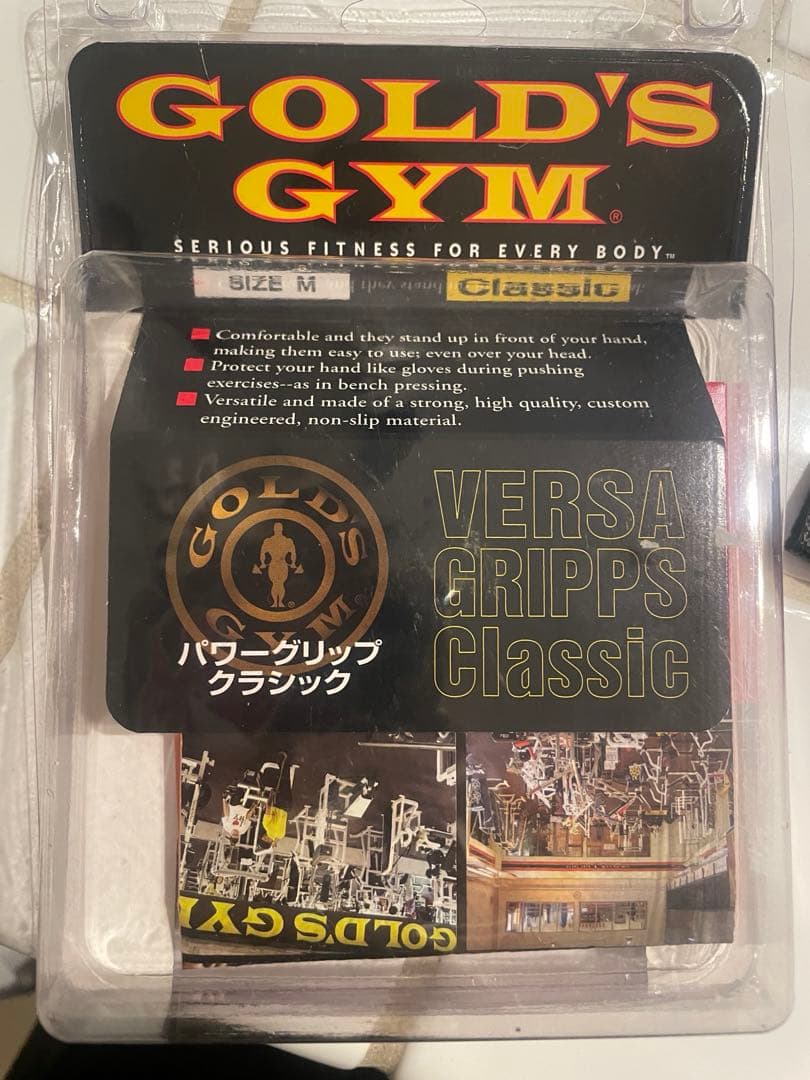 GOLD'S
GYM®
SERIOUS FITNESS FOR EVERY BODY™
SIZE M
Classic
Comfortable and they stand up in front of your hand,
making them easy to use; even over your head.
Protect your hand like gloves during pushing
exercises--as in bench pressing.
Versatile and made of a strong, high quality, custom
engineered, non-slip material.
GOLD'S
GYM
VERSA
GRIPPS
Classic
パワーグリップ
クラシック
GOLD'S GYM